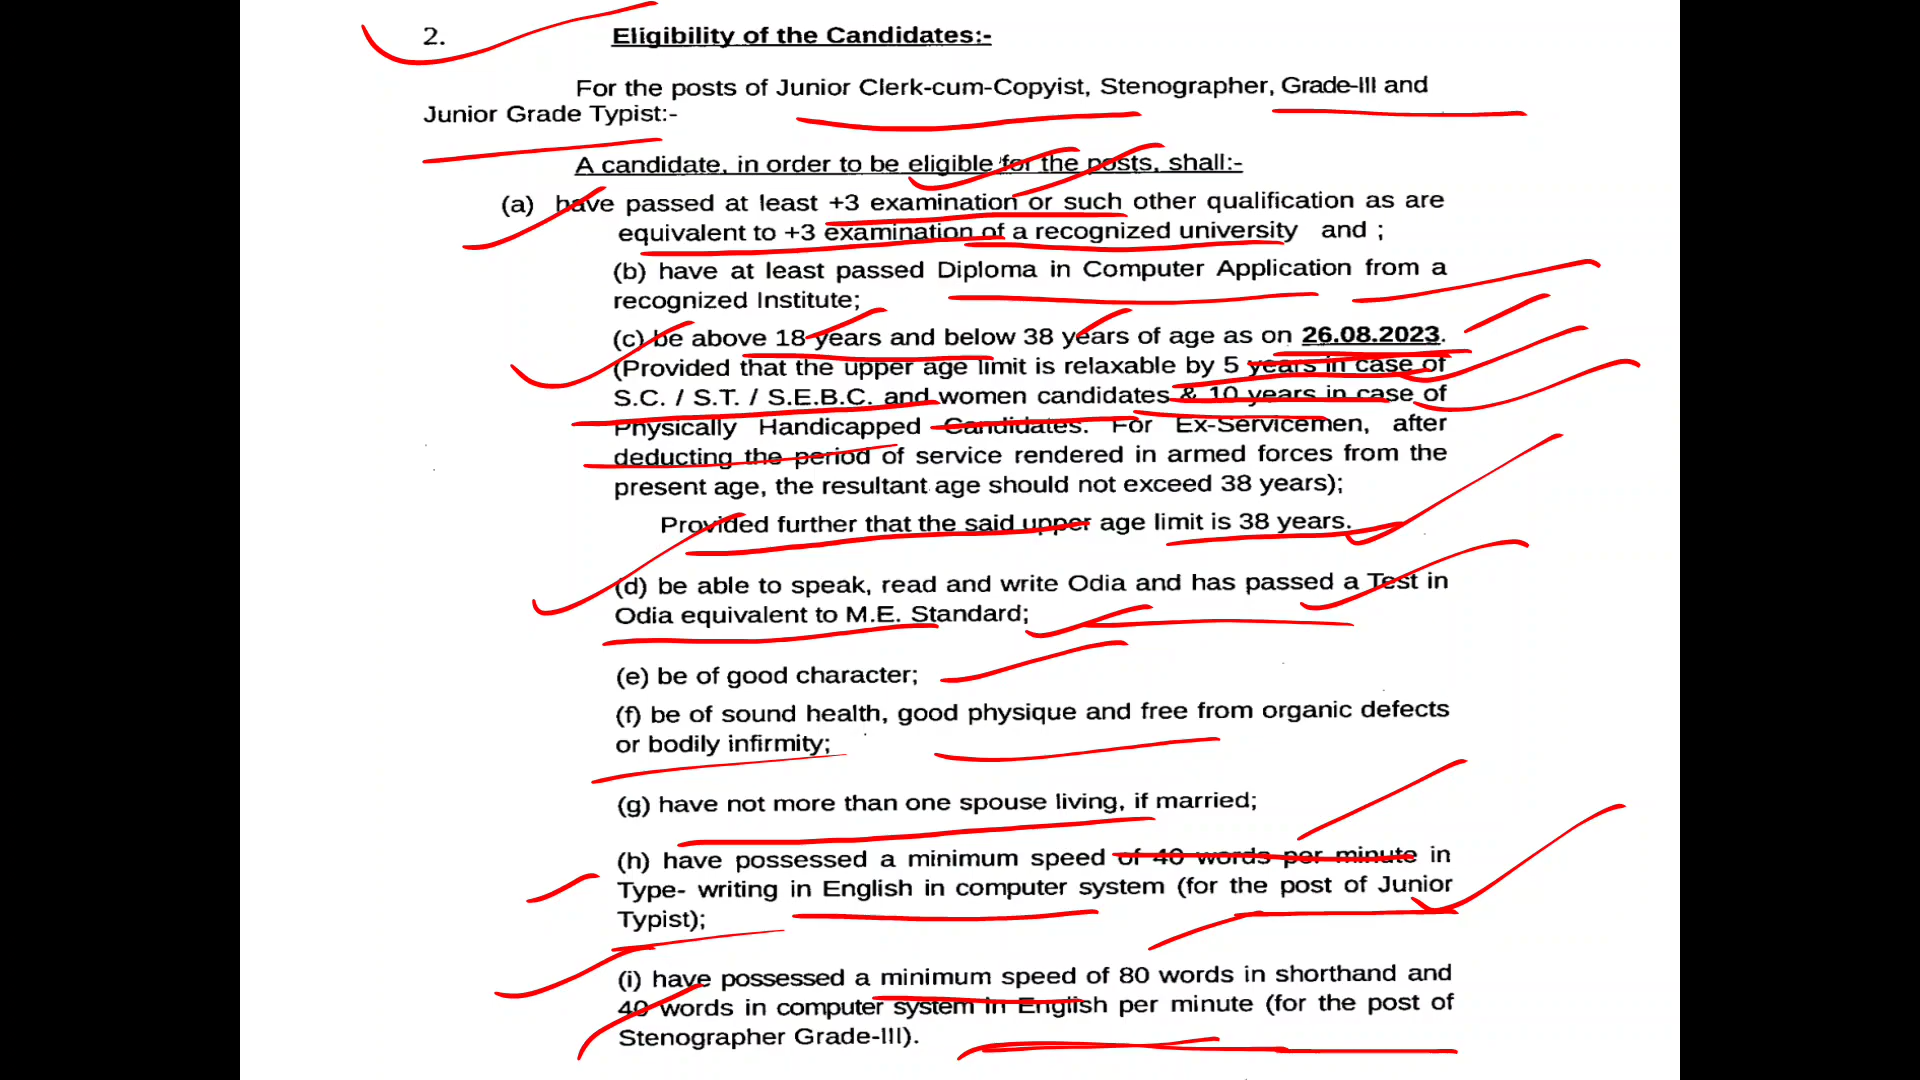 2. Eligibility of the Candidates:-
For the posts of Junior Clerk-cum-Copyist, Stenographer, Grade-III and
Junior Grade Typist:-
A candidate, in order to be eligible for the posts, shall:-
(a) have passed at least +3 examination or such other qualification as are
equivalent to +3 examination of a recognized university and ;
(b) have at least passed Diploma in Computer Application from a
recognized Institute;
(c) be above 18 years and below 38 years of age as on 26.08.2023.
(Provided that the upper age limit is relaxable by 5 years in case of
S.C. / S.T. / S.E.B.C. and women candidates & 10 years in case of
Physically Handicapped Candidates. For Ex-Servicemen, after
deducting the period of service rendered in armed forces from the
present age, the resultant age should not exceed 38 years);
Provided further that the said upper age limit is 38 years.
(d) be able to speak, read and write Odia and has passed a Test in
Odia equivalent to M.E. Standard;
(e) be of good character;
(f) be of sound health, good physique and free from organic defects
or bodily infirmity;
(g) have not more than one spouse living, if married;
(h) have possessed a minimum speed of 40 words per minute in
Type- writing in English in computer system (for the post of Junior
Typist);
(i) have possessed a minimum speed of 80 words in shorthand and
40 words in computer system in English per minute (for the post of
Stenographer Grade-III).